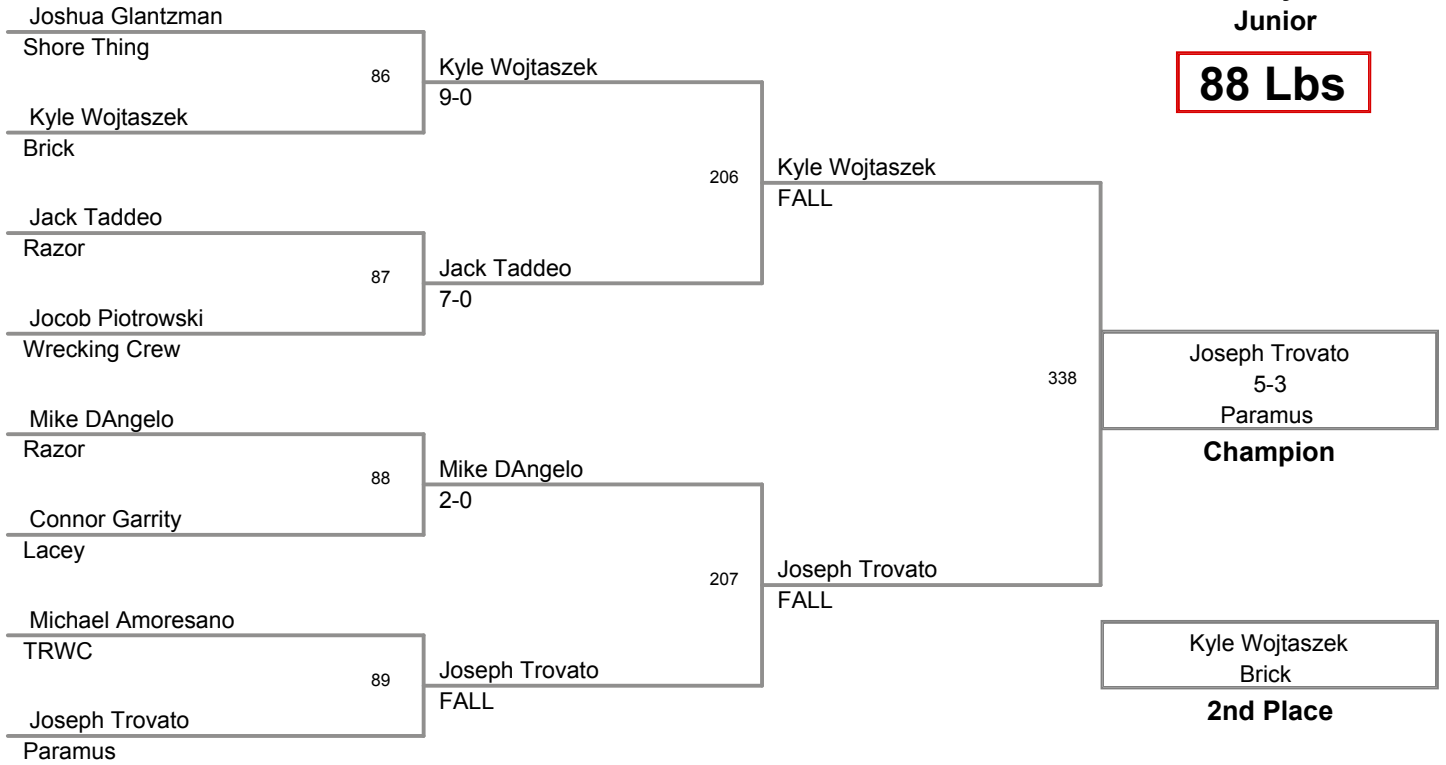 Junior
88 Lbs
Joshua Glantzman
Shore Thing
86
Kyle Wojtaszek
Brick
Kyle Wojtaszek
9-0
206
Jack Taddeo
Razor
87
Jocob Piotrowski
Wrecking Crew
Jack Taddeo
7-0
Kyle Wojtaszek
FALL
338
Mike DAngelo
Razor
88
Connor Garrity
Lacey
Mike DAngelo
2-0
207
Michael Amoresano
TRWC
89
Joseph Trovato
Paramus
Joseph Trovato
FALL
Joseph Trovato
FALL
Joseph Trovato
5-3
Paramus
Champion
Kyle Wojtaszek
Brick
2nd Place